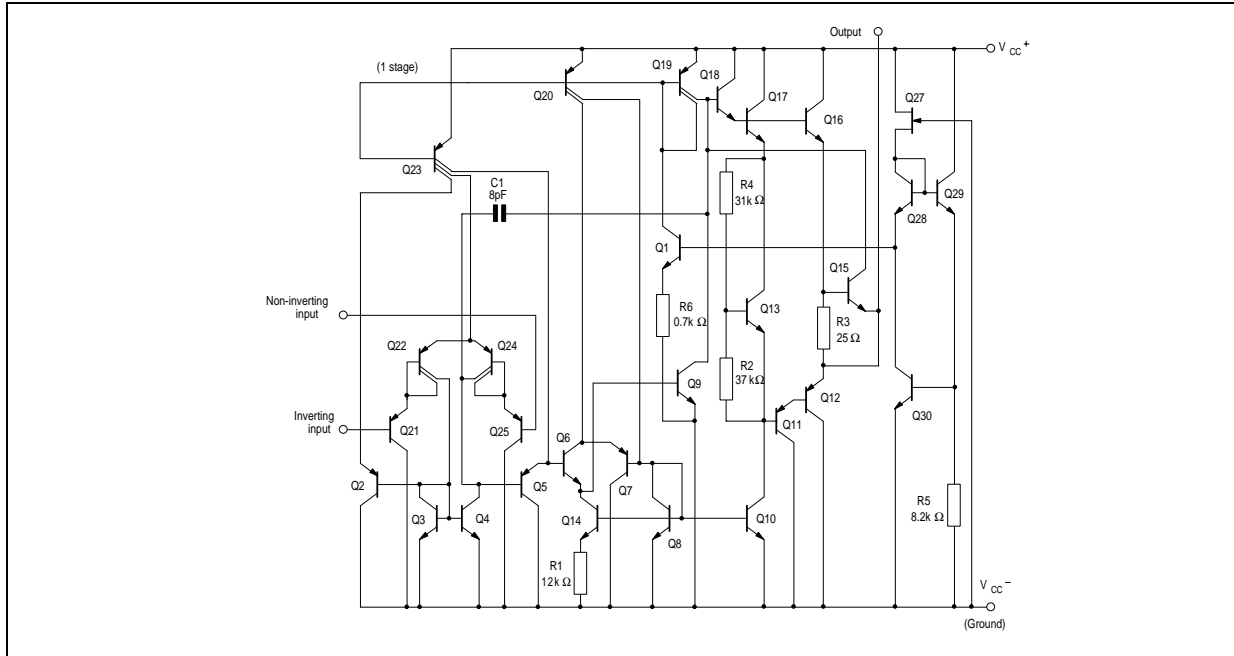 Output
V CC +
(1 stage)
Q19
Q18
Q17
Q27
Q20
Q16
Q23
C1
8pF
R4
31k Ω
Q28
Q29
Q1
Q15
Non-inverting
input
R6
0.7k Ω
Q13
R3
25 Ω
Q22
Q24
R2
37 kΩ
Q9
Q12
Q30
Inverting
input
Q21
Q25
Q11
Q6
Q2
Q5
Q7
R5
8.2k Ω
Q3
Q4
Q14
Q10
Q8
R1
12k Ω
V CC –
(Ground)